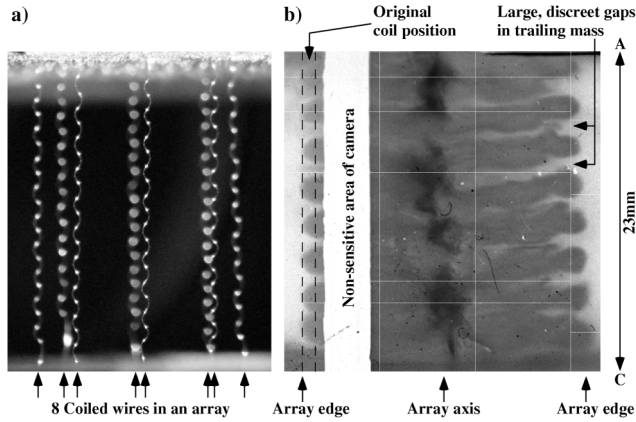 a)
8 Coiled wires in an array
b)
Original
coil position
Large, discreet gaps
in trailing mass
Non-sensitive area of camera
A
23mm
C
Array edge
Array axis
Array edge